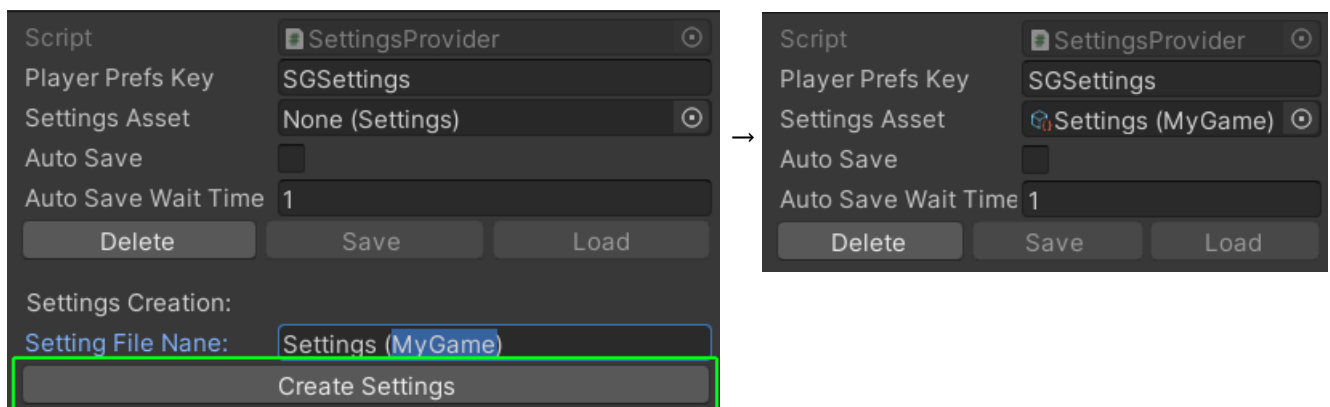 Script SettingsProvider
Player Prefs Key SGSettings
Settings Asset None (Settings)
Auto Save
Auto Save Wait Time 1
Delete Save Load
Settings Creation:
Setting File Nane: Settings (MyGame)
Create Settings
→
Script SettingsProvider
Player Prefs Key SGSettings
Settings Asset Settings (MyGame)
Auto Save
Auto Save Wait Time 1
Delete Save Load